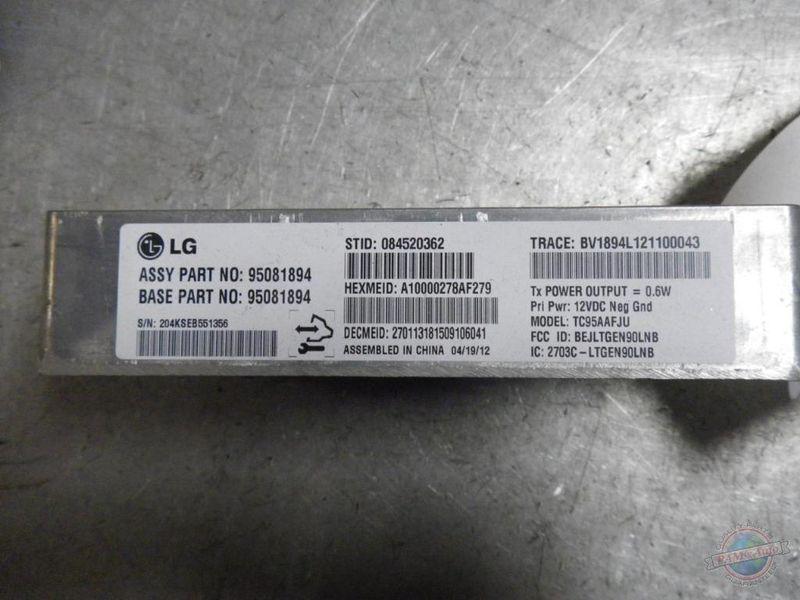 LG
ASSY PART NO: 95081894
BASE PART NO: 95081894
S/N: 204KSEB551356
STID: 084520362
HEXMEID: A10000278AF279
DECMEID: 270113181509106041
ASSEMBLED IN CHINA 04/19/12
TRACE: BV1894L121100043
Tx POWER OUTPUT = 0.6W
Pri Pwr: 12VDC Neg Gnd
MODEL: TC95AAFJU
FCC ID: BEJLTGEN90LNB
IC: 2703C-LTGEN90LNB